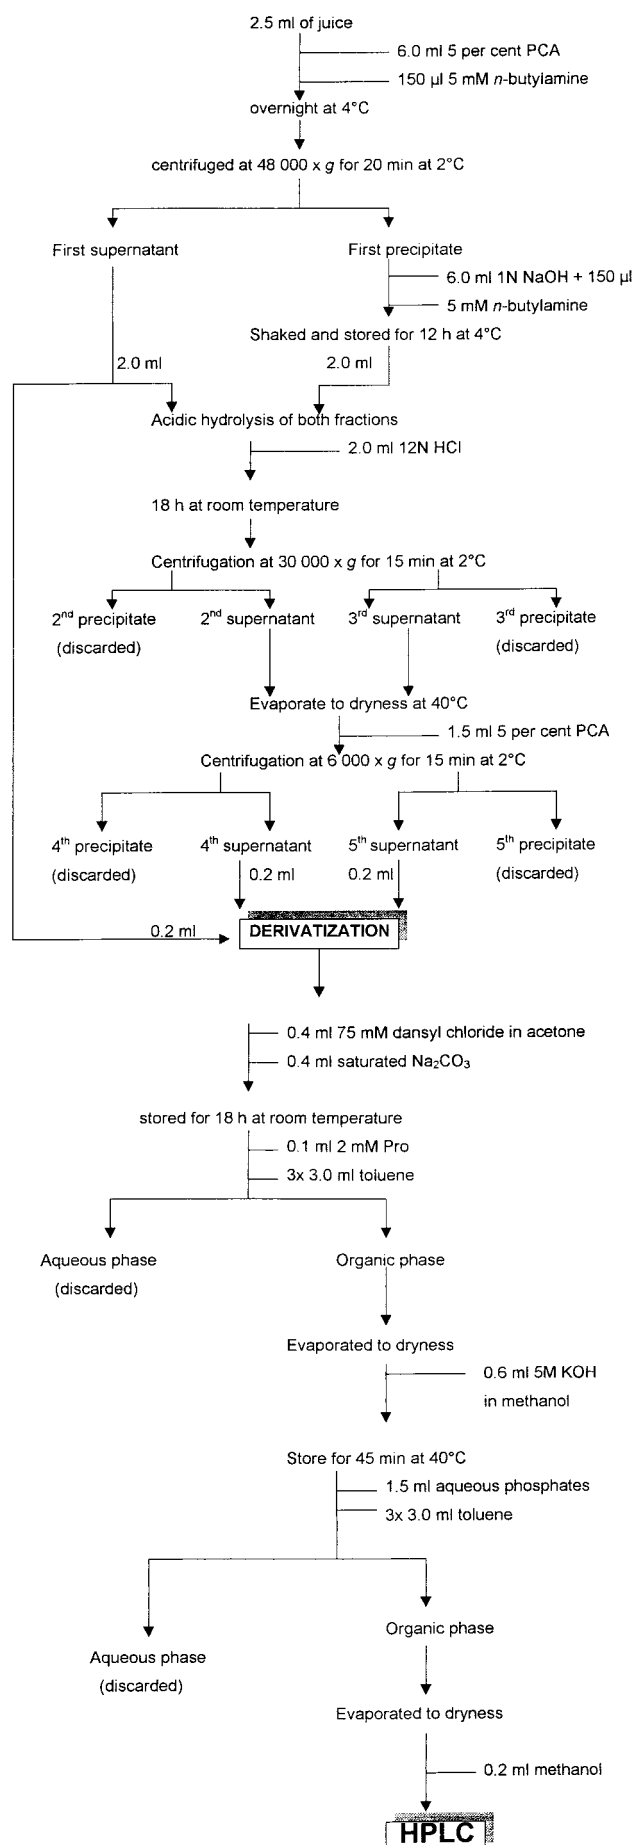 2.5 ml of juice
6.0 ml 5 per cent PCA
150 µl 5 mM n-butylamine
overnight at 4°C
centrifuged at 48 000 x g for 20 min at 2°C
First supernatant
First precipitate
6.0 ml 1N NaOH + 150 µl
5 mM n-butylamine
Shaked and stored for 12 h at 4°C
2.0 ml
2.0 ml
Acidic hydrolysis of both fractions
2.0 ml 12N HCl
18 h at room temperature
Centrifugation at 30 000 x g for 15 min at 2°C
2nd precipitate
(discarded)
2nd supernatant
3rd supernatant
3rd precipitate
(discarded)
Evaporate to dryness at 40°C
1.5 ml 5 per cent PCA
Centrifugation at 6 000 x g for 15 min at 2°C
4th precipitate
(discarded)
4th supernatant
5th supernatant
5th precipitate
(discarded)
0.2 ml
0.2 ml
0.2 ml
DERIVATIZATION
0.4 ml 75 mM dansyl chloride in acetone
0.4 ml saturated Na2CO3
stored for 18 h at room temperature
0.1 ml 2 mM Pro
3x 3.0 ml toluene
Aqueous phase
(discarded)
Organic phase
Evaporated to dryness
0.6 ml 5M KOH
in methanol
Store for 45 min at 40°C
1.5 ml aqueous phosphates
3x 3.0 ml toluene
Organic phase
Aqueous phase
(discarded)
Evaporated to dryness
0.2 ml methanol
HPLC